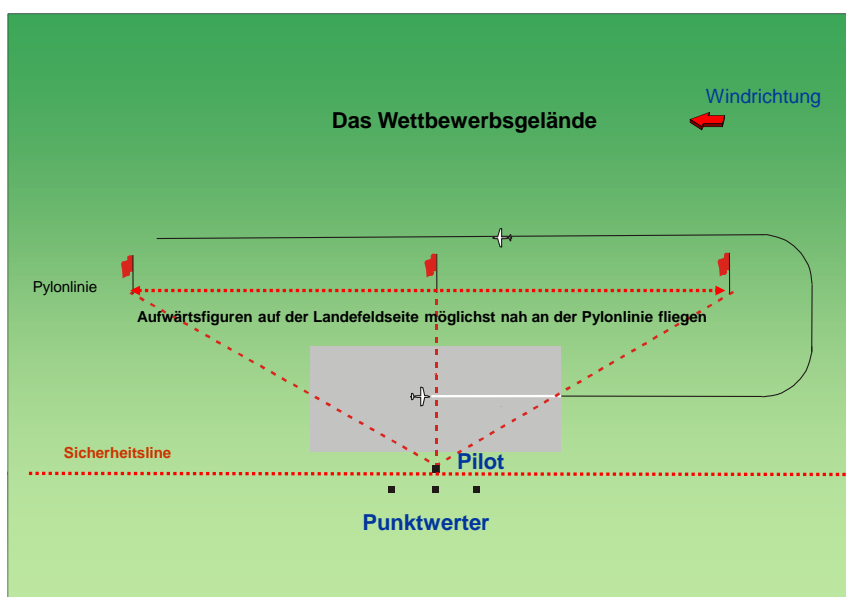 Windrichtung
Das Wettbewerbsgelände
Pylonlinie
Aufwärtsfiguren auf der Landefeldseite möglichst nah an der Pylonlinie fliegen
Sicherheitsline
Pilot
Punktwerter